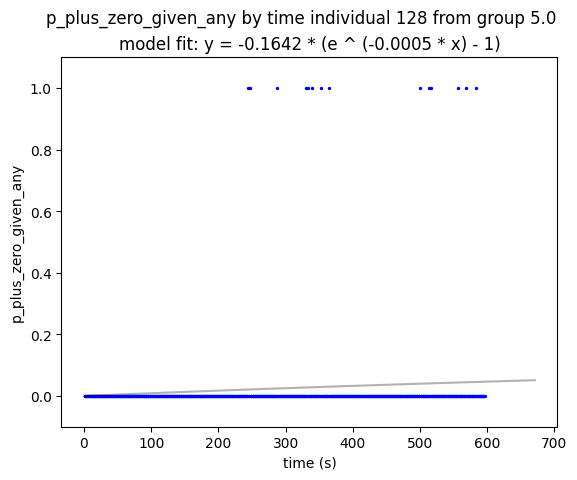 p_plus_zero_given_any by time individual 128 from group 5.0
model fit: y = -0.1642 * (e ^ (-0.0005 * x) - 1)
1.0
0.8
0.6
0.4
0.2
0.0
p_plus_zero_given_any
0 100 200 300 400 500 600 700
time (s)